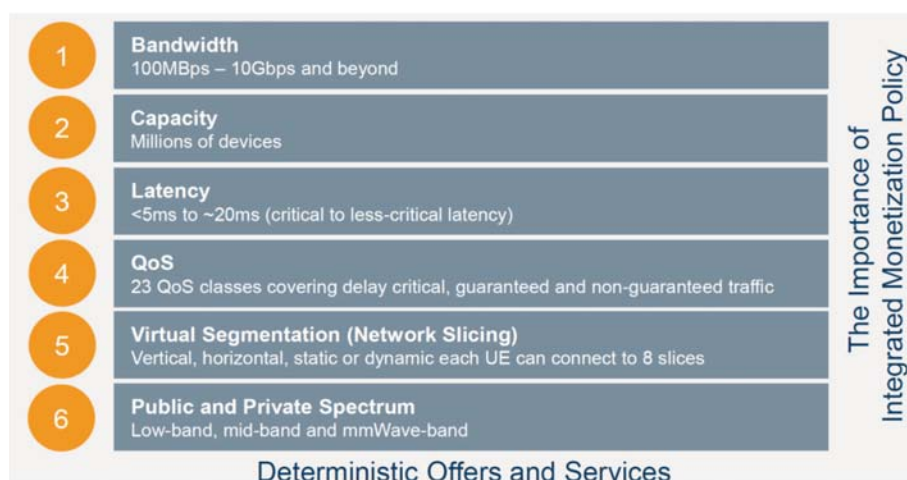 1
Bandwidth
100MBps – 10Gbps and beyond
2
Capacity
Millions of devices
3
Latency
<5ms to ~20ms (critical to less-critical latency)
4
QoS
23 QoS classes covering delay critical, guaranteed and non-guaranteed traffic
5
Virtual Segmentation (Network Slicing)
Vertical, horizontal, static or dynamic each UE can connect to 8 slices
6
Public and Private Spectrum
Low-band, mid-band and mmWave-band
The Importance of
Integrated Monetization Policy
Deterministic Offers and Services